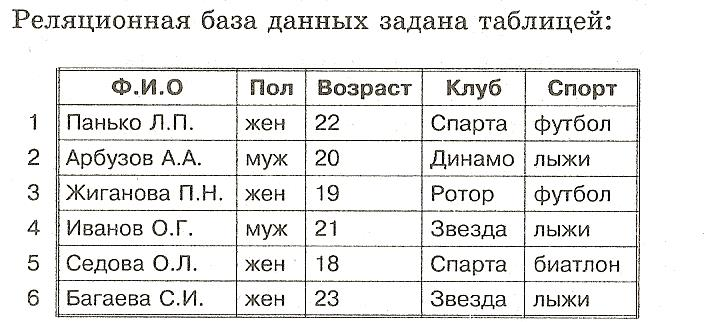 Реляционная база данных задана таблицей:
Ф.И.О Пол Возраст Клуб Спорт
1 Панько Л.П. жен 22 Спарта футбол
2 Арбузов А.А. муж 20 Динамо лыжи
3 Жиганова П.Н. жен 19 Ротор футбол
4 Иванов О.Г. муж 21 Звезда лыжи
5 Седова О.Л. жен 18 Спарта биатлон
6 Багаева С.И. жен 23 Звезда лыжи